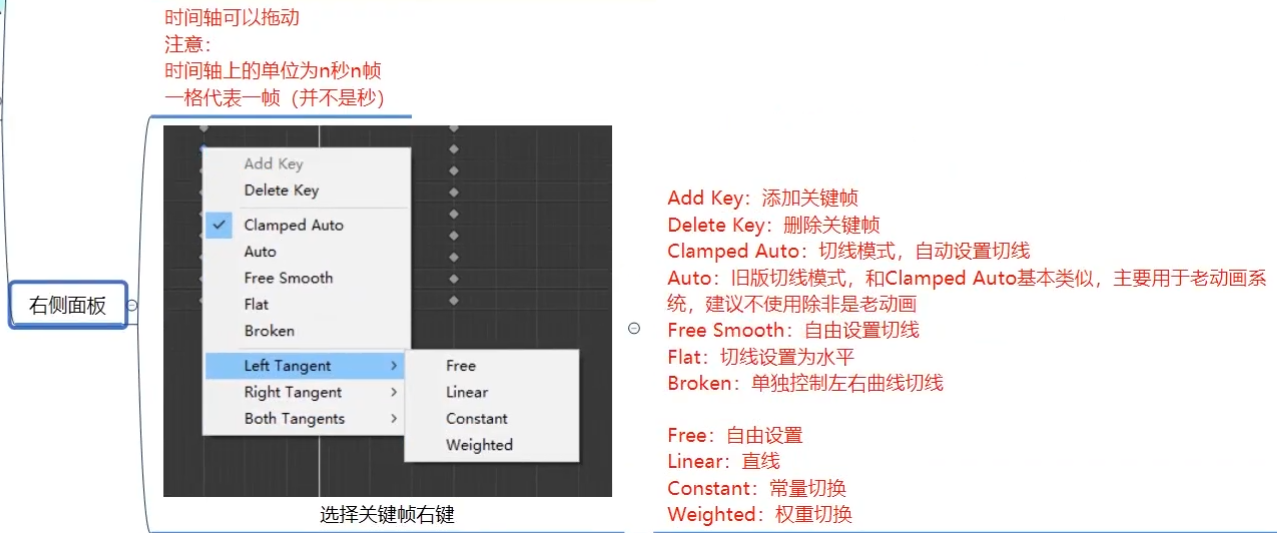 时间轴可以拖动
注意：
时间轴上的单位为n秒n帧
一格代表一帧（并不是秒）
右侧面板
Add Key
Delete Key
Clamped Auto
Auto
Free Smooth
Flat
Broken
Left Tangent
Right Tangent
Both Tangents
Free
Linear
Constant
Weighted
选择关键帧右键
Add Key：添加关键帧
Delete Key：删除关键帧
Clamped Auto：切线模式，自动设置切线
Auto：旧版切线模式，和Clamped Auto基本类似，主要用于老动画系
统，建议不使用除非是老动画
Free Smooth：自由设置切线
Flat：切线设置为水平
Broken：单独控制左右曲线切线
Free：自由设置
Linear：直线
Constant：常量切换
Weighted：权重切换